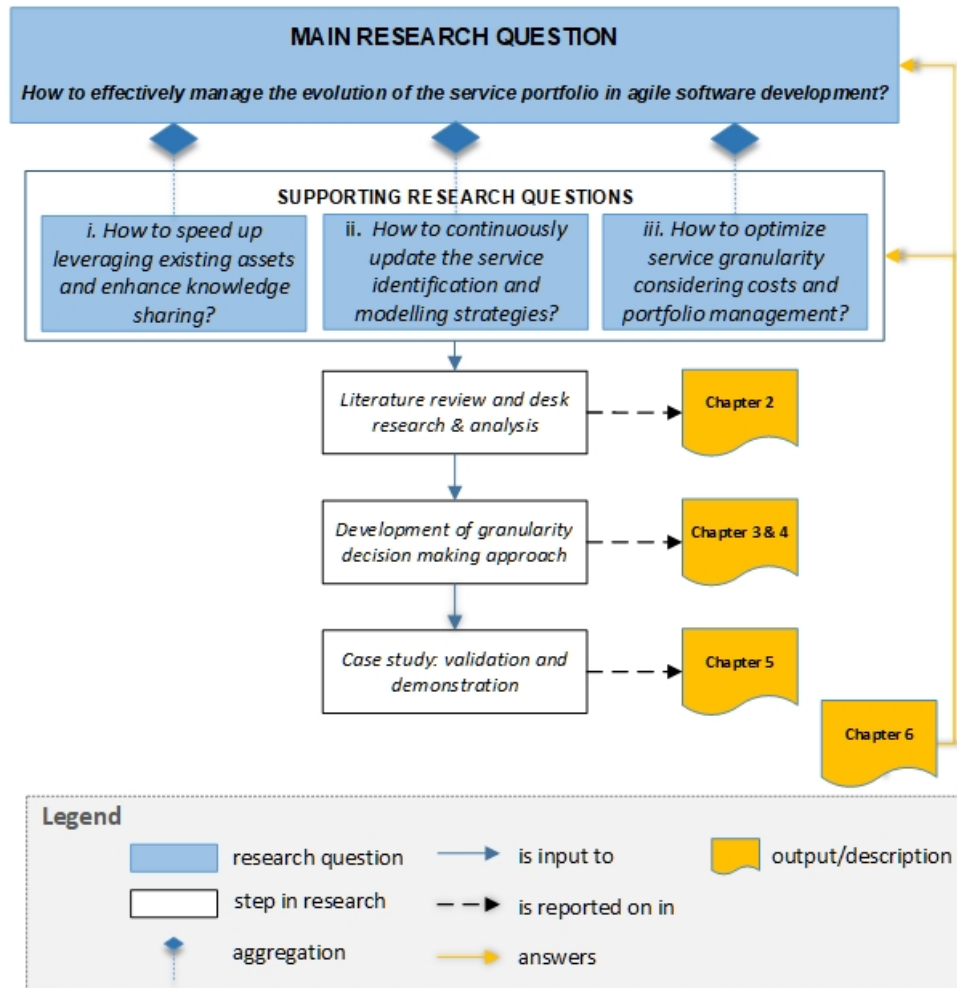 MAIN RESEARCH QUESTION
How to effectively manage the evolution of the service portfolio in agile software development?
SUPPORTING RESEARCH QUESTIONS
i. How to speed up
leveraging existing assets
and enhance knowledge
sharing?
ii. How to continuously
update the service
identification and
modelling strategies?
iii. How to optimize
service granularity
considering costs and
portfolio management?
Literature review and desk
research & analysis
Chapter 2
Development of granularity
decision making approach
Chapter 3 & 4
Case study: validation and
demonstration
Chapter 5
Chapter 6
Legend
research question
is input to
output/description
step in research
is reported on in
aggregation
answers